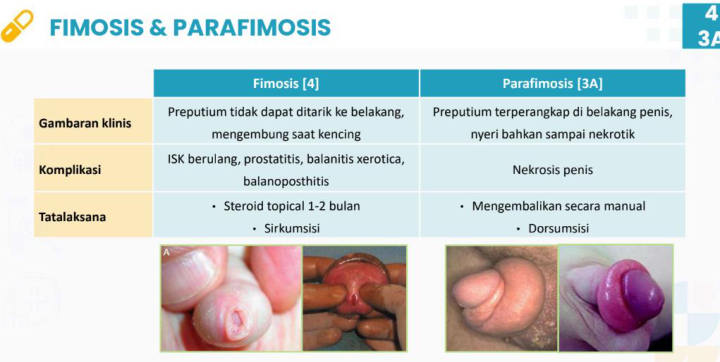 FIMOSIS & PARAFIMOSIS
4
3A
Fimosis [4]
Parafimosis [3A]
Gambaran klinis
Preputium tidak dapat ditarik ke belakang,
mengembung saat kencing
Preputium terperangkap di belakang penis,
nyeri bahkan sampai nekrotik
Komplikasi
ISK berulang, prostatitis, balanitis xerotica,
balanoposthitis
Nekrosis penis
Tatalaksana
• Steroid topical 1-2 bulan
• Sirkumsisi
• Mengembalikan secara manual
• Dorsumsisi
A